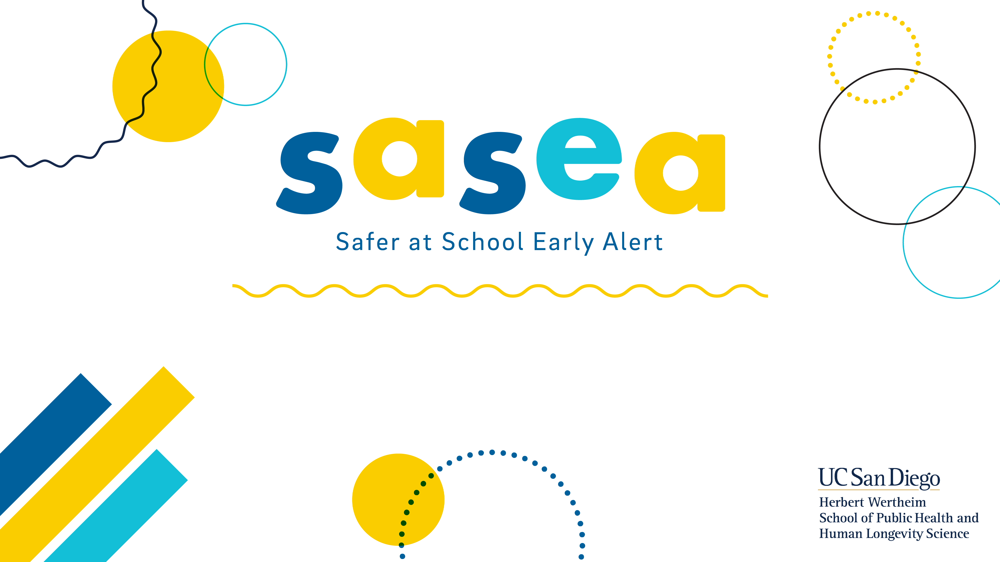 sasea
Safer at School Early Alert
UC San Diego
Herbert Wertheim
School of Public Health and
Human Longevity Science